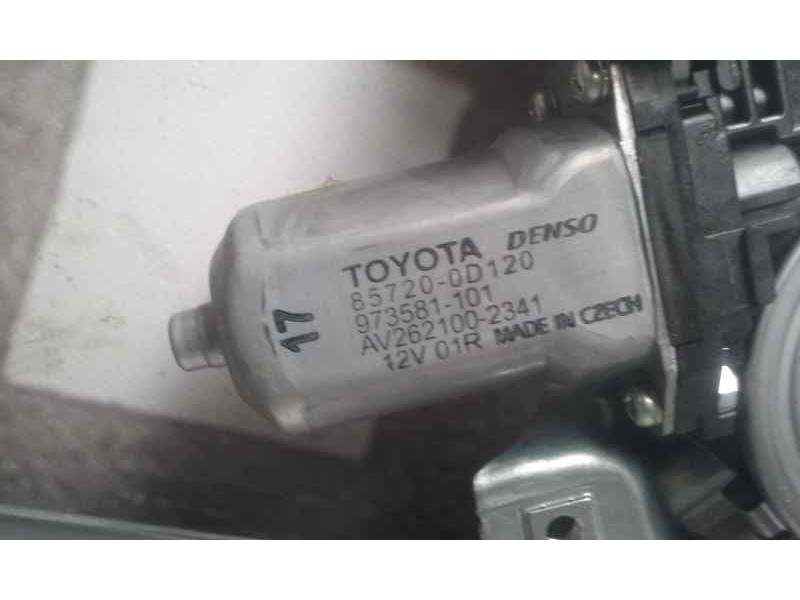 TOYOTA DENSO
85720-0D120
973581-101
AV262100-2341
12V 01R MADE IN CZECH
17